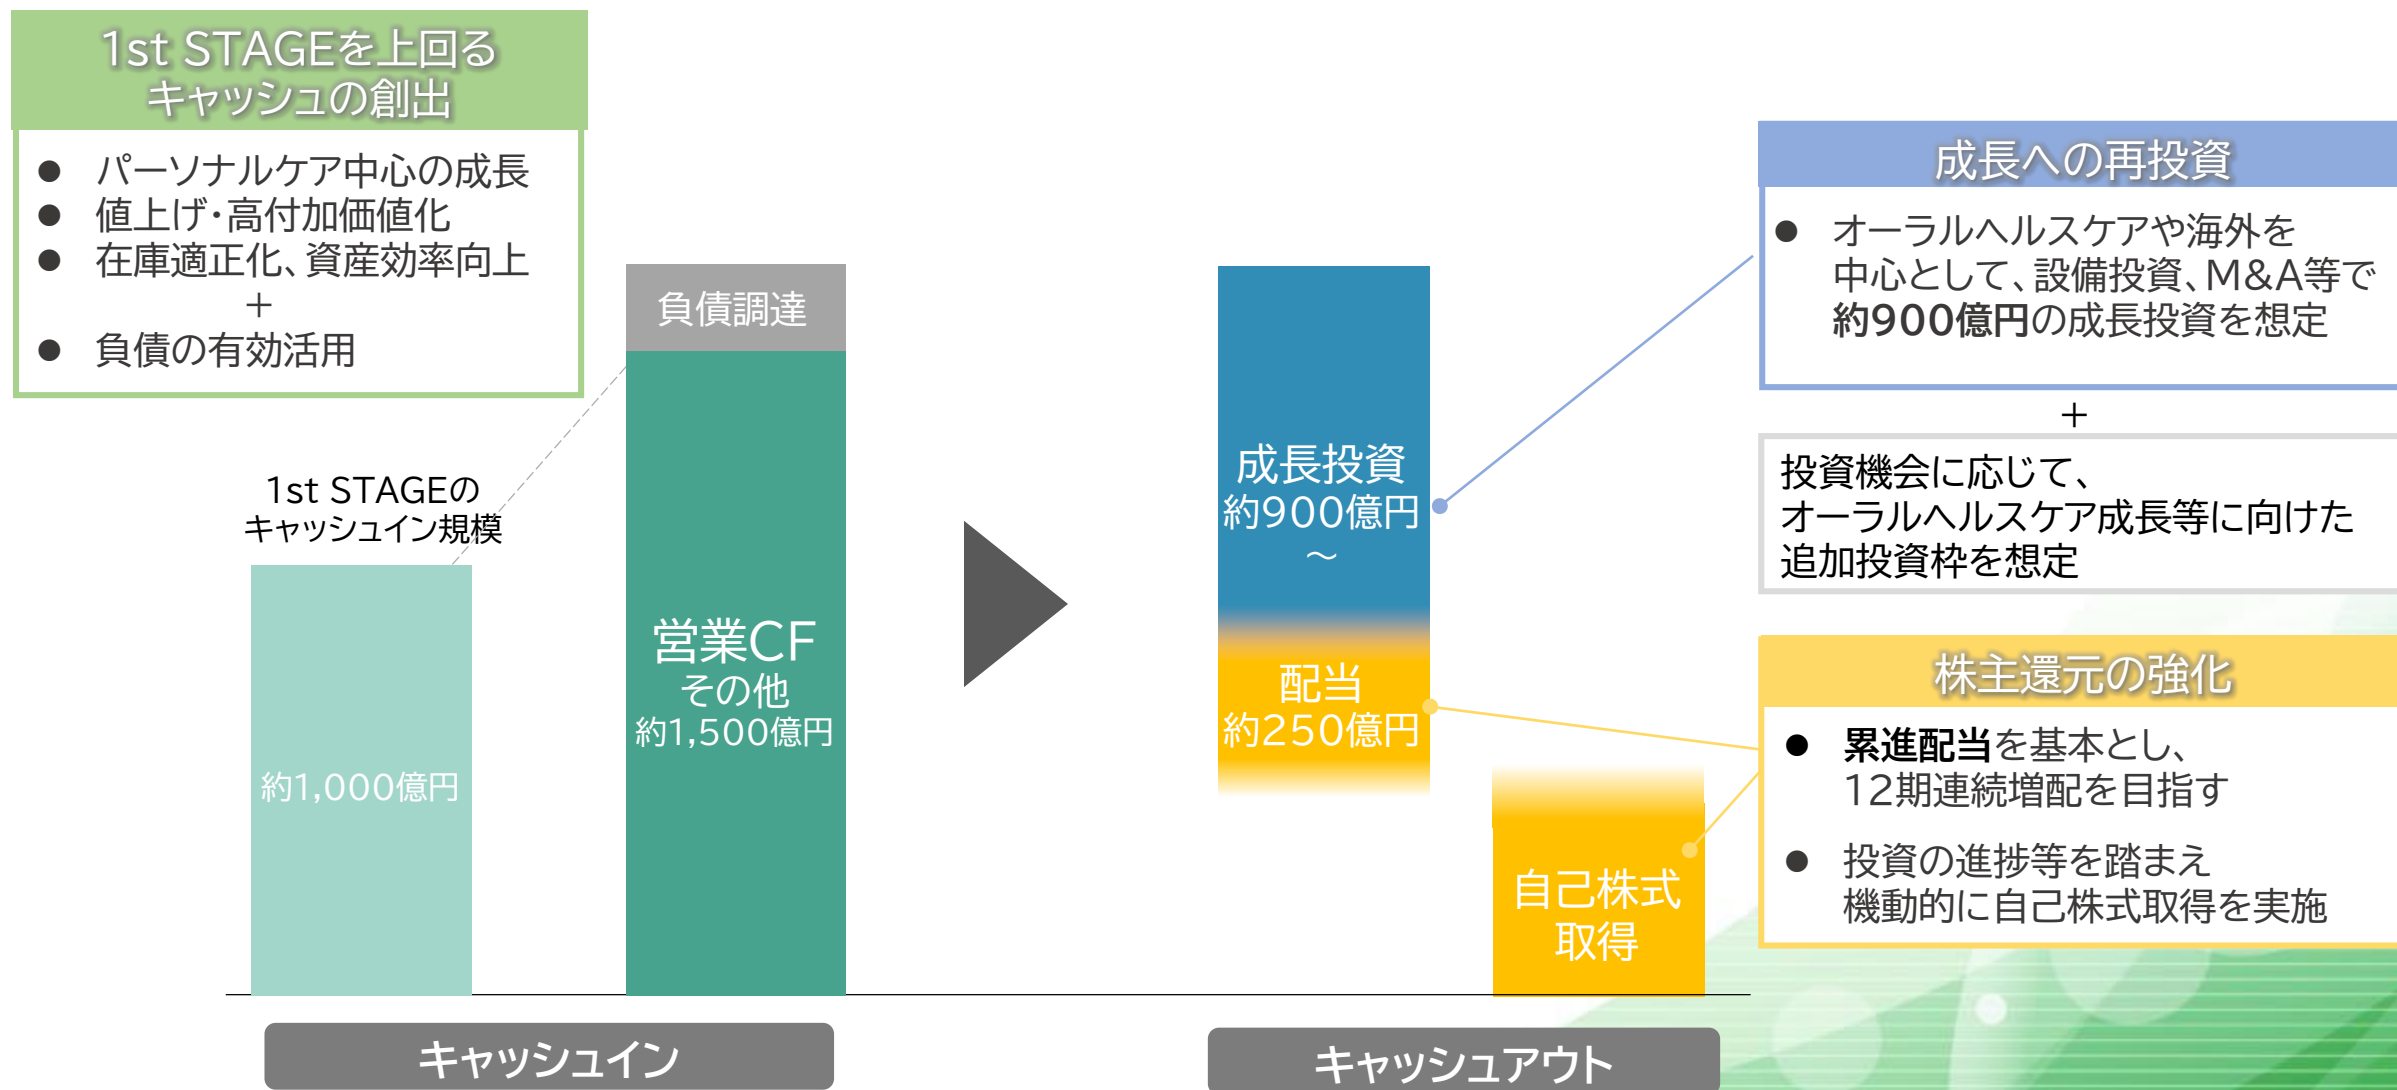 1st STAGEを上回る
キャッシュの創出
● パーソナルケア中心の成長
● 値上げ・高付加価値化
● 在庫適正化、資産効率向上
＋
● 負債の有効活用
1st STAGEの
キャッシュイン規模
約1,000億円
負債調達
営業CF
その他
約1,500億円
キャッシュイン
成長投資
約900億円
～
配当
約250億円
自己株式
取得
キャッシュアウト
成長への再投資
● オーラルヘルスケアや海外を
中心として、設備投資、M&A等で
約900億円の成長投資を想定
＋
投資機会に応じて、
オーラルヘルスケア成長等に向けた
追加投資枠を想定
株主還元の強化
● 累進配当を基本とし、
12期連続増配を目指す
● 投資の進捗等を踏まえ
機動的に自己株式取得を実施